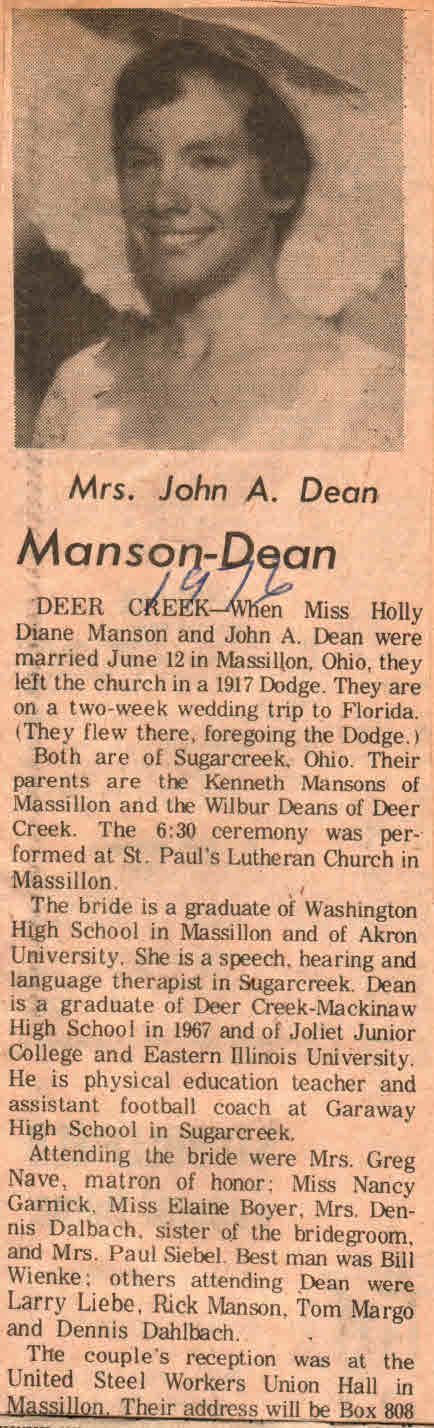 Mrs. John A. Dean
Manson-Dean
1976
DEER CREEK—When Miss Holly
Diane Manson and John A. Dean were
married June 12 in Massillon, Ohio, they
left the church in a 1917 Dodge. They are
on a two-week wedding trip to Florida.
(They flew there, foregoing the Dodge.)
Both are of Sugarcreek, Ohio. Their
parents are the Kenneth Mansons of
Massillon and the Wilbur Deans of Deer
Creek. The 6:30 ceremony was per-
formed at St. Paul's Lutheran Church in
Massillon.
The bride is a graduate of Washington
High School in Massillon and of Akron
University. She is a speech, hearing and
language therapist in Sugarcreek. Dean
is a graduate of Deer Creek-Mackinaw
High School in 1967 and of Joliet Junior
College and Eastern Illinois University.
He is physical education teacher and
assistant football coach at Garaway
High School in Sugarcreek.
Attending the bride were Mrs. Greg
Nave, matron of honor; Miss Nancy
Garnick, Miss Elaine Boyer, Mrs. Den-
nis Dalbach, sister of the bridegroom,
and Mrs. Paul Siebel. Best man was Bill
Wienke; others attending Dean were
Larry Liebe, Rick Manson, Tom Margo
and Dennis Dahlbach.
The couple's reception was at the
United Steel Workers Union Hall in
Massillon. Their address will be Box 808